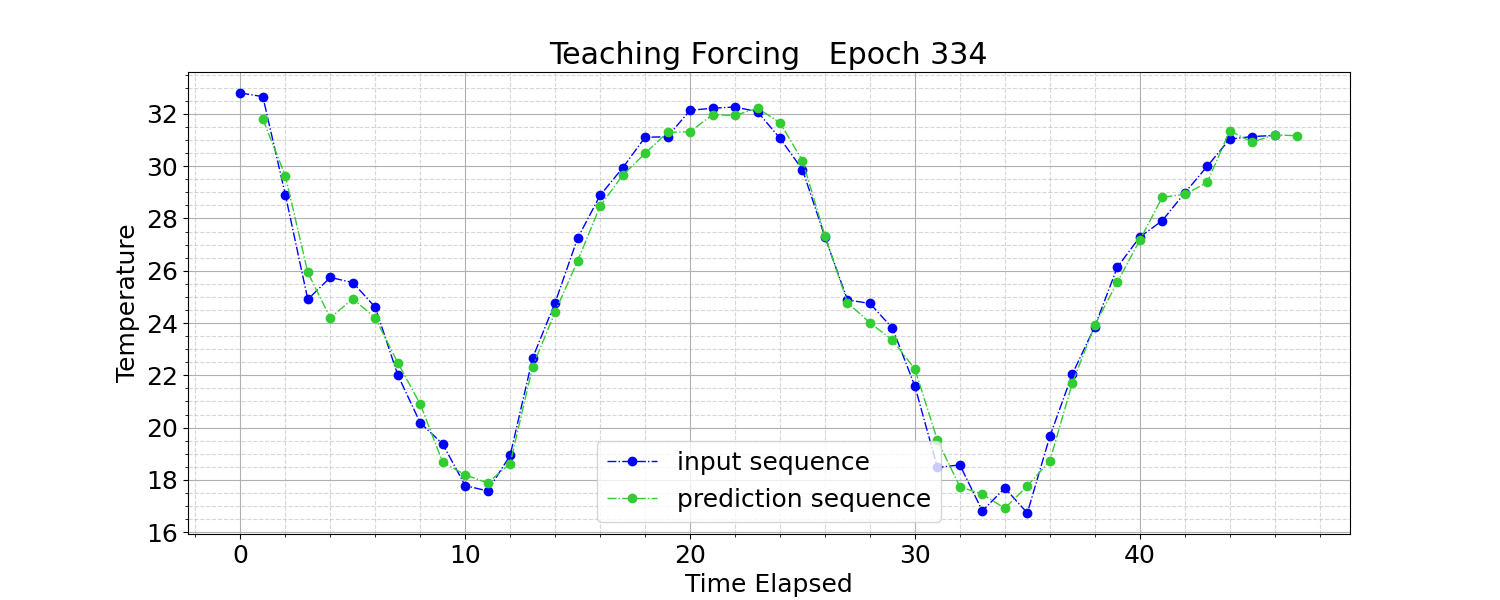 Teaching Forcing   Epoch 334
Temperature
32
30
28
26
24
22
20
18
16
input sequence
prediction sequence
0 10 20 30 40
Time Elapsed